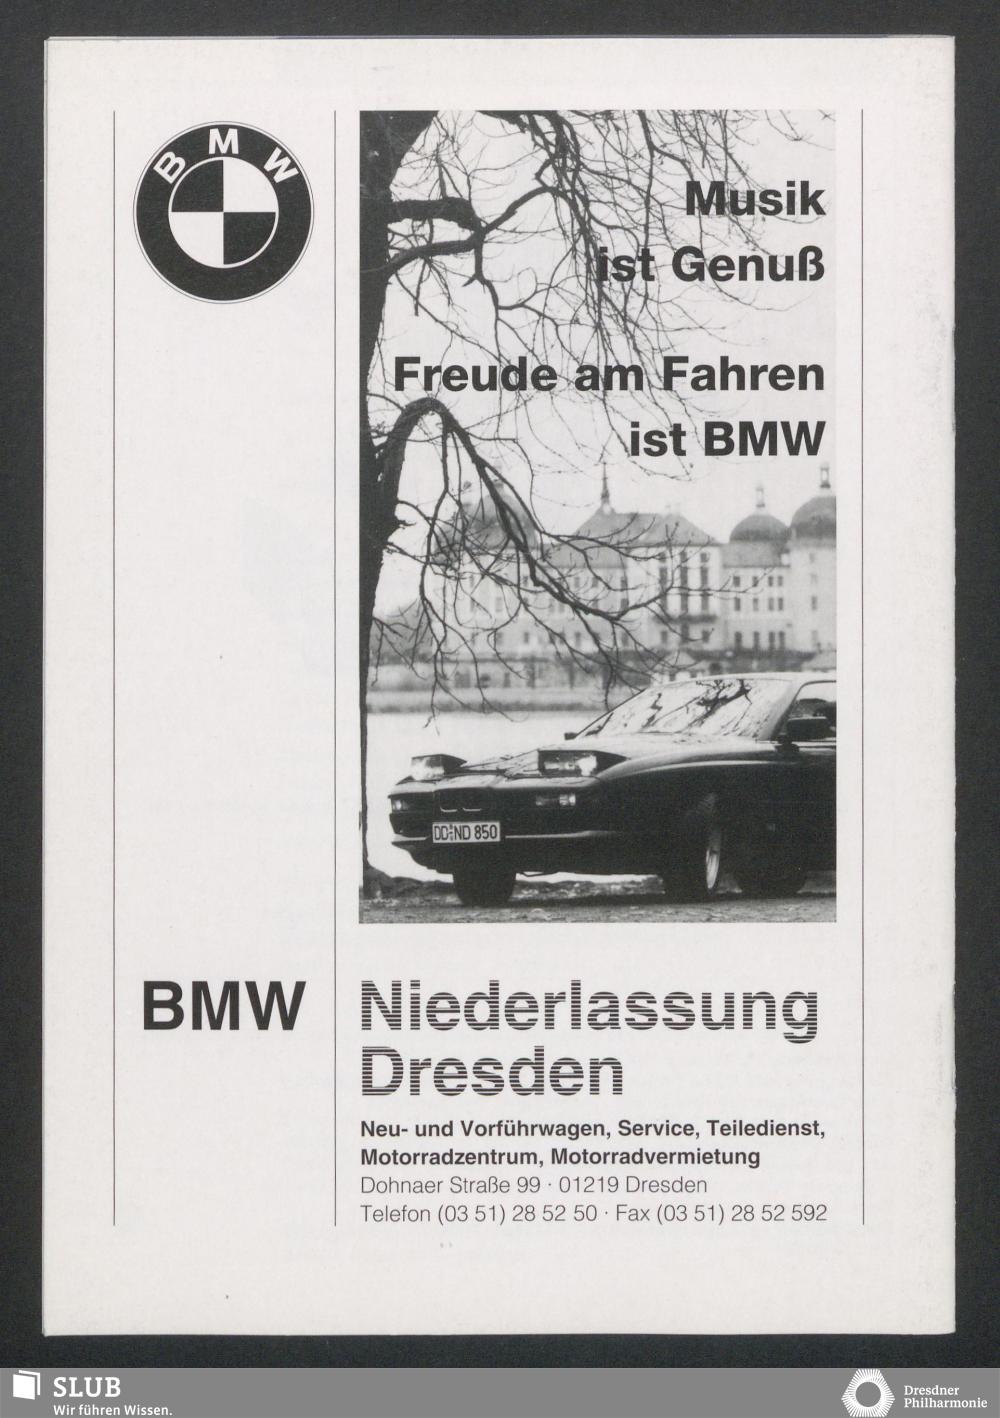 BMW
Musik
ist Genuß
Freude am Fahren
ist BMW
DD ND 850
BMW Niederlassung
Dresden
Neu- und Vorführwagen, Service, Teiledienst,
Motorradzentrum, Motorradvermietung
Dohnaer Straße 99 · 01219 Dresden
Telefon (03 51) 28 52 50 · Fax (03 51) 28 52 592
SLUB
Wir führen Wissen.
Dresdner
Philharmonie